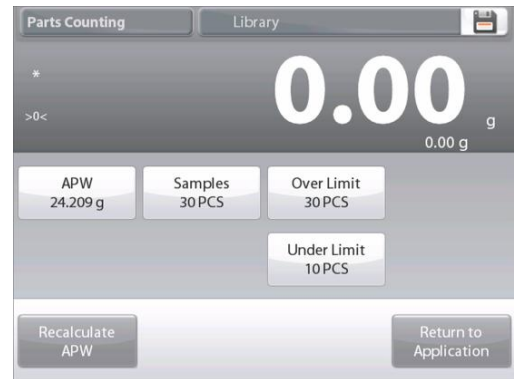 Parts Counting Library
*
>0<
0.00 g
0.00 g
APW
24.209 g
Samples
30 PCS
Over Limit
30 PCS
Under Limit
10 PCS
Recalculate
APW
Return to
Application